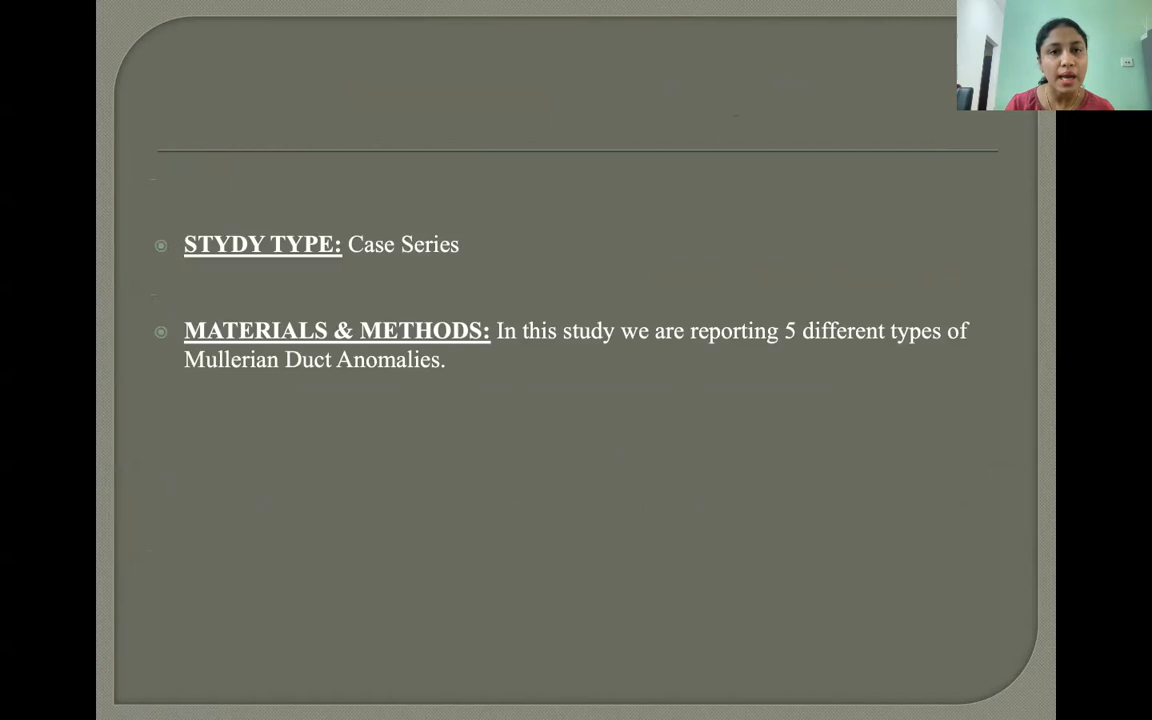 STYDY TYPE: Case Series
MATERIALS & METHODS: In this study we are reporting 5 different types of
Mullerian Duct Anomalies.